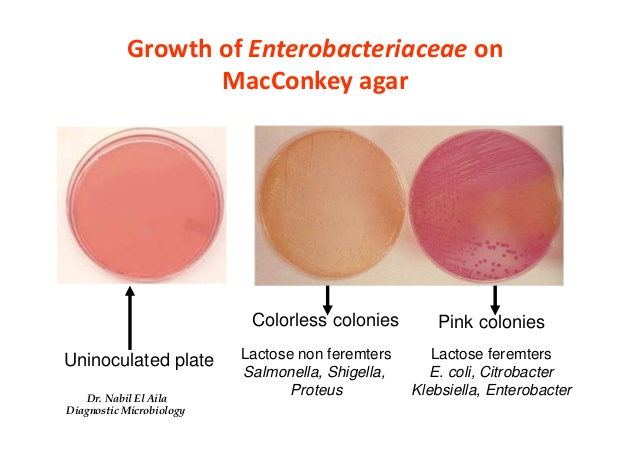 Growth of Enterobacteriaceae on
MacConkey agar
Colorless colonies
Pink colonies
Uninoculated plate
Lactose non feremters
Salmonella, Shigella,
Proteus
Lactose feremters
E. coli, Citrobacter
Klebsiella, Enterobacter
Dr. Nabil El Aila
Diagnostic Microbiology